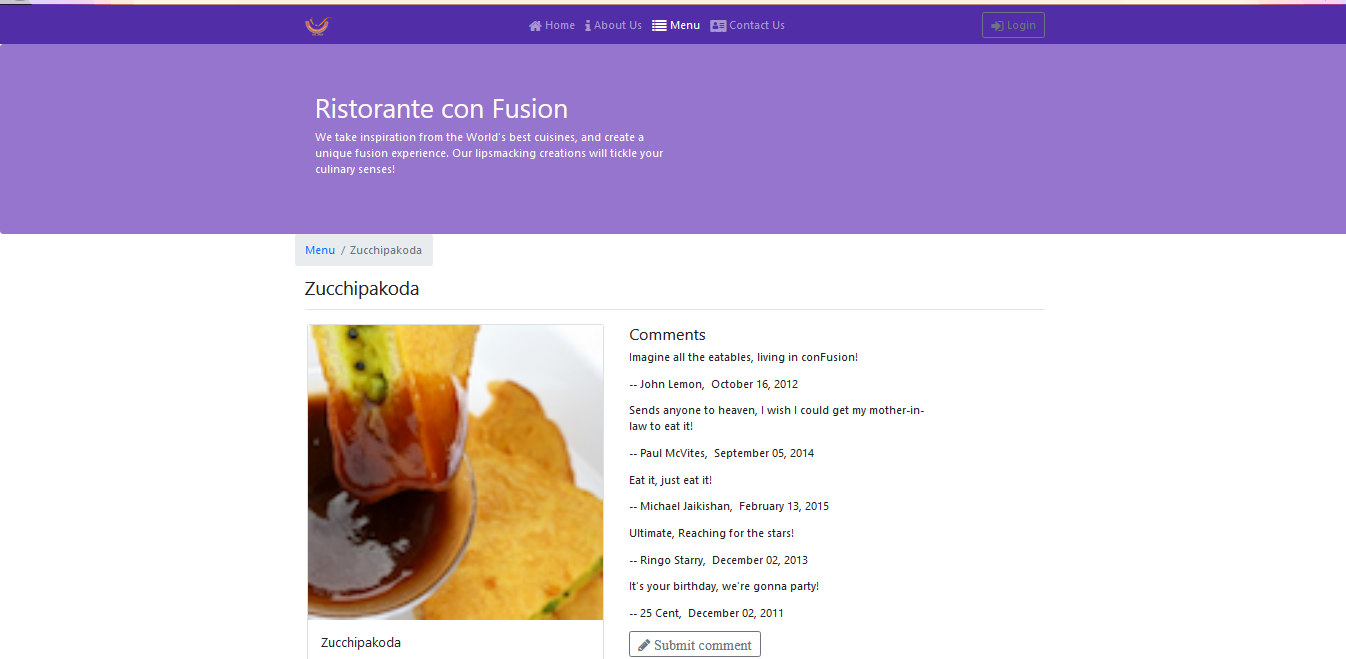 Home About Us Menu Contact Us Login
Ristorante con Fusion
We take inspiration from the World's best cuisines, and create a
unique fusion experience. Our lipsmacking creations will tickle your
culinary senses!
Menu / Zucchipakoda
Zucchipakoda
Comments
Imagine all the eatables, living in conFusion!
-- John Lemon, October 16, 2012
Sends anyone to heaven, I wish I could get my mother-in-
law to eat it!
-- Paul McVites, September 05, 2014
Eat it, just eat it!
-- Michael Jaikishan, February 13, 2015
Ultimate, Reaching for the stars!
-- Ringo Starry, December 02, 2013
It's your birthday, we're gonna party!
-- 25 Cent, December 02, 2011
Submit comment
Zucchipakoda